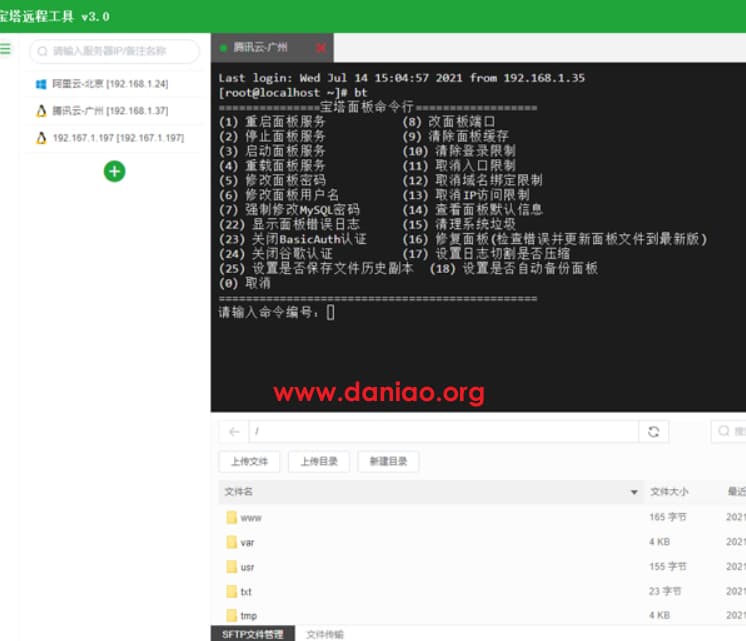 宝塔远程工具 v3.0
请输入服务器IP/备注名称
阿里云-北京 [192.168.1.24]
腾讯云-广州 [192.168.1.37]
192.167.1.197 [192.167.1.197]
腾讯云-广州
Last login: Wed Jul 14 15:04:57 2021 from 192.168.1.35
[root@localhost ~]# bt
===============宝塔面板命令行==================
(1) 重启面板服务 (8) 改面板端口
(2) 停止面板服务 (9) 清除面板缓存
(3) 启动面板服务 (10) 清除登录限制
(4) 重载面板服务 (11) 取消入口限制
(5) 修改面板密码 (12) 取消域名绑定限制
(6) 修改面板用户名 (13) 取消IP访问限制
(7) 强制修改MySQL密码 (14) 查看面板默认信息
(22) 显示面板错误日志 (15) 清理系统垃圾
(23) 关闭BasicAuth认证 (16) 修复面板(检查错误并更新面板文件到最新版)
(24) 关闭谷歌认证 (17) 设置日志切割是否压缩
(25) 设置是否保存文件历史副本 (18) 设置是否自动备份面板
(0) 取消
===============================================
请输入命令编号：
www.daniao.org
/
上传文件 上传目录 新建目录
文件名 文件大小 最近
www 165 字节 2021
var 4 KB 2021
usr 155 字节 2021
txt 23 字节 2021
tmp 4 KB 2021
SFTP文件管理 文件传输